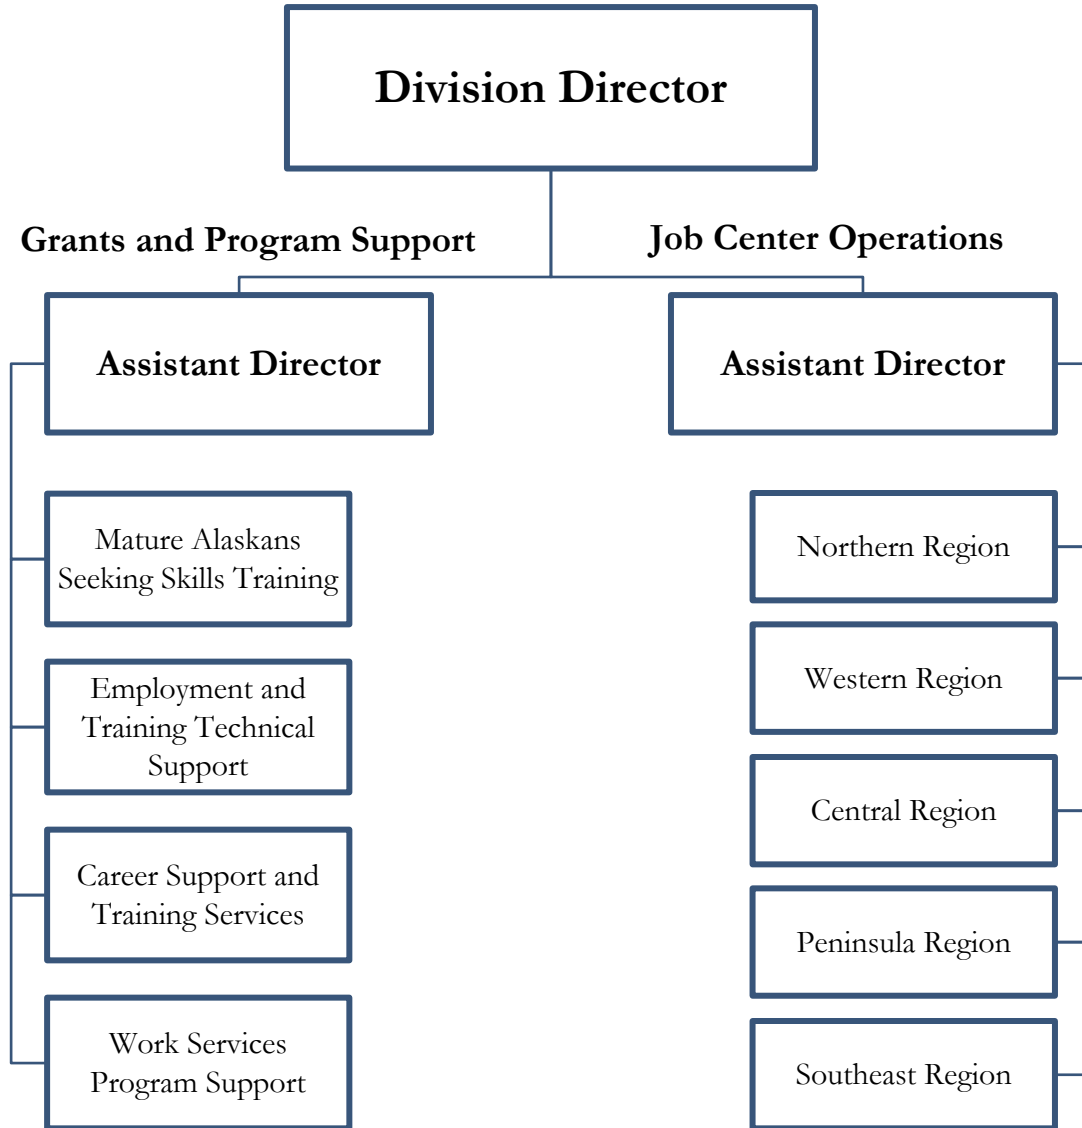 Division Director
Grants and Program Support
Job Center Operations
Assistant Director
Assistant Director
Mature Alaskans
Seeking Skills Training
Employment and
Training Technical
Support
Career Support and
Training Services
Work Services
Program Support
Northern Region
Western Region
Central Region
Peninsula Region
Southeast Region